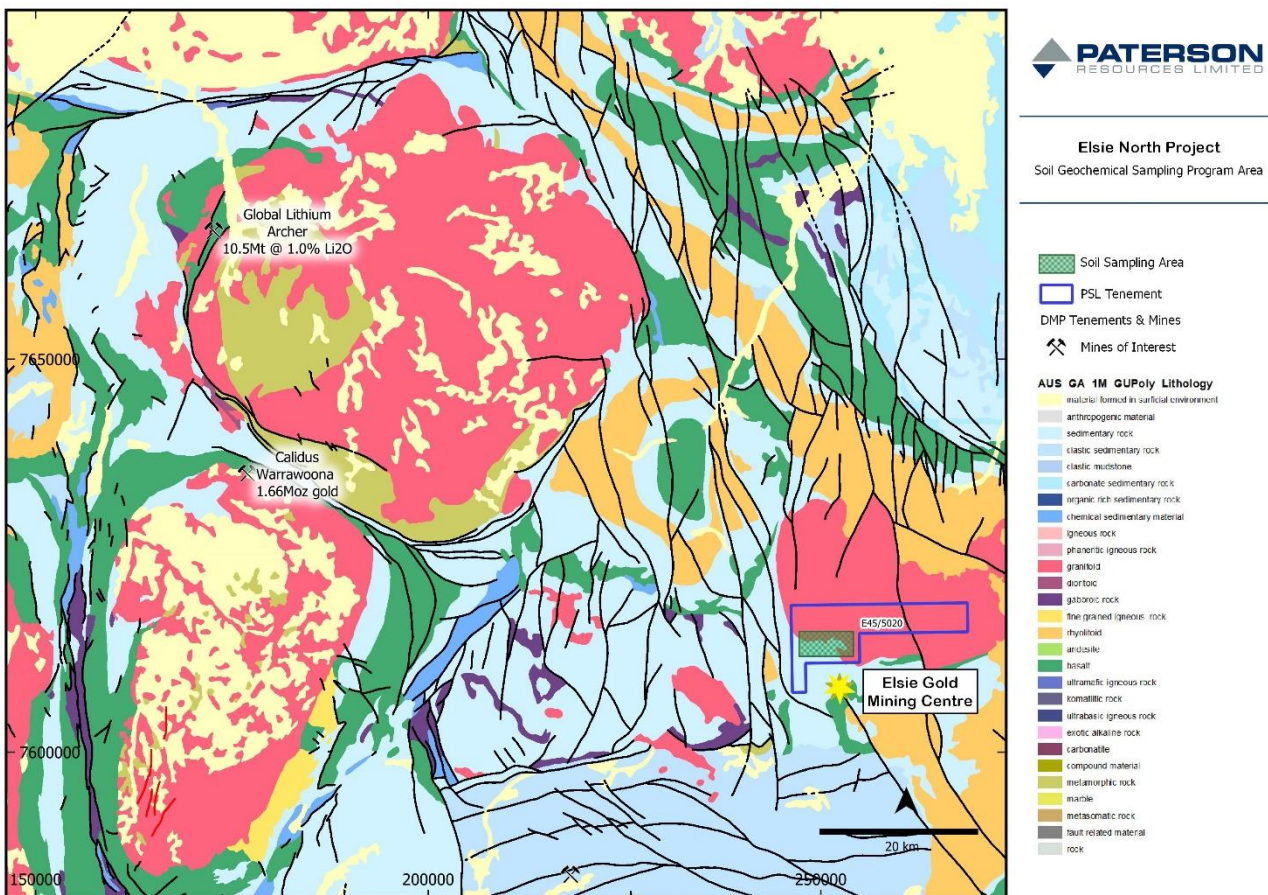 Global Lithium
Archer
10.5Mt @ 1.0% Li2O
7650000
Calidus
Warrawoona
1.66Moz gold
E45/5020
Elsie Gold
Mining Centre
7600000
20 km
150000
200000
250000
PATERSON
RESOURCES LIMITED
Elsie North Project
Soil Geochemical Sampling Program Area
Soil Sampling Area
PSL Tenement
DMP Tenements & Mines
Mines of Interest
AUS GA 1M GUPoly Lithology
material formed in surficial environment
anthropogenic material
sedimentary rock
clastic sedimentary rock
clastic mudstone
carbonate sedimentary rock
organic rich sedimentary rock
chemical sedimentary material
igneous rock
phaneritic igneous rock
granitoid
dioritoid
gabbroic rock
fine grained igneous rock
rhyolitoid
andesite
basalt
ultramafic igneous rock
komatiitic rock
ultrabasic igneous rock
exotic alkaline rock
carbonatite
compound material
metamorphic rock
marble
metasomatic rock
fault related material
rock